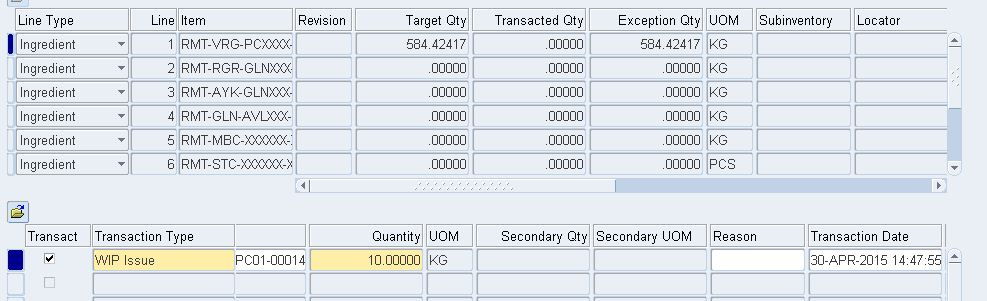 Line Type Line Item Revision Target Qty Transacted Qty Exception Qty UOM Subinventory Locator
Ingredient 1 RMT-VRG-PCXXXX- 584.42417 .00000 584.42417 KG
Ingredient 2 RMT-RGR-GLNXXX- .00000 .00000 .00000 KG
Ingredient 3 RMT-AYK-GLNXXX- .00000 .00000 .00000 KG
Ingredient 4 RMT-GLN-AVLXXX- .00000 .00000 .00000 KG
Ingredient 5 RMT-MBC-XXXXXX- .00000 .00000 .00000 KG
Ingredient 6 RMT-STC-XXXXXX-X .00000 .00000 .00000 PCS
Transact Transaction Type Quantity UOM Secondary Qty Secondary UOM Reason Transaction Date
WIP Issue PC01-00014 10.00000 KG 30-APR-2015 14:47:55